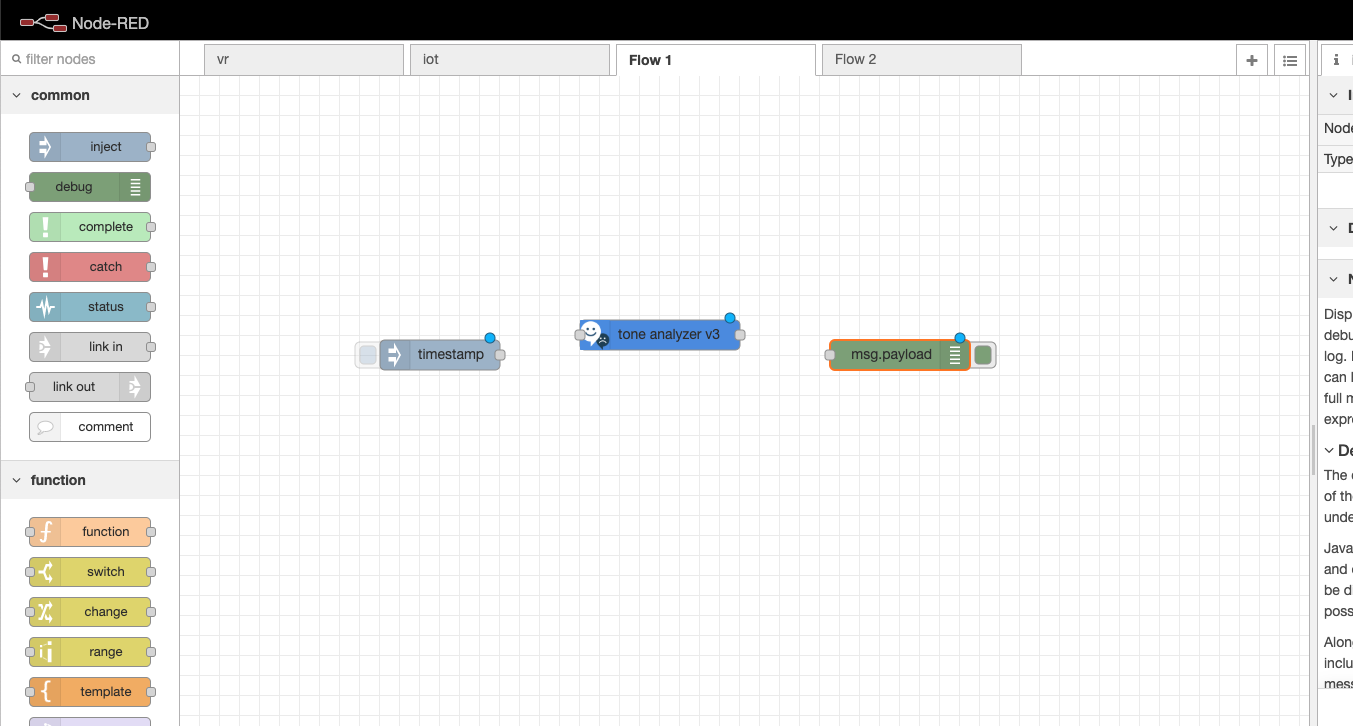 Node-RED
filter nodes
vr
iot
Flow 1
Flow 2
common
inject
debug
complete
catch
status
link in
link out
comment
function
function
switch
change
range
template
timestamp
tone analyzer v3
msg.payload
Node
Type
Disp
debu
log.
can
full m
expre
De
The
of th
unde
Java
and
be di
poss
Alon
inclu
mess